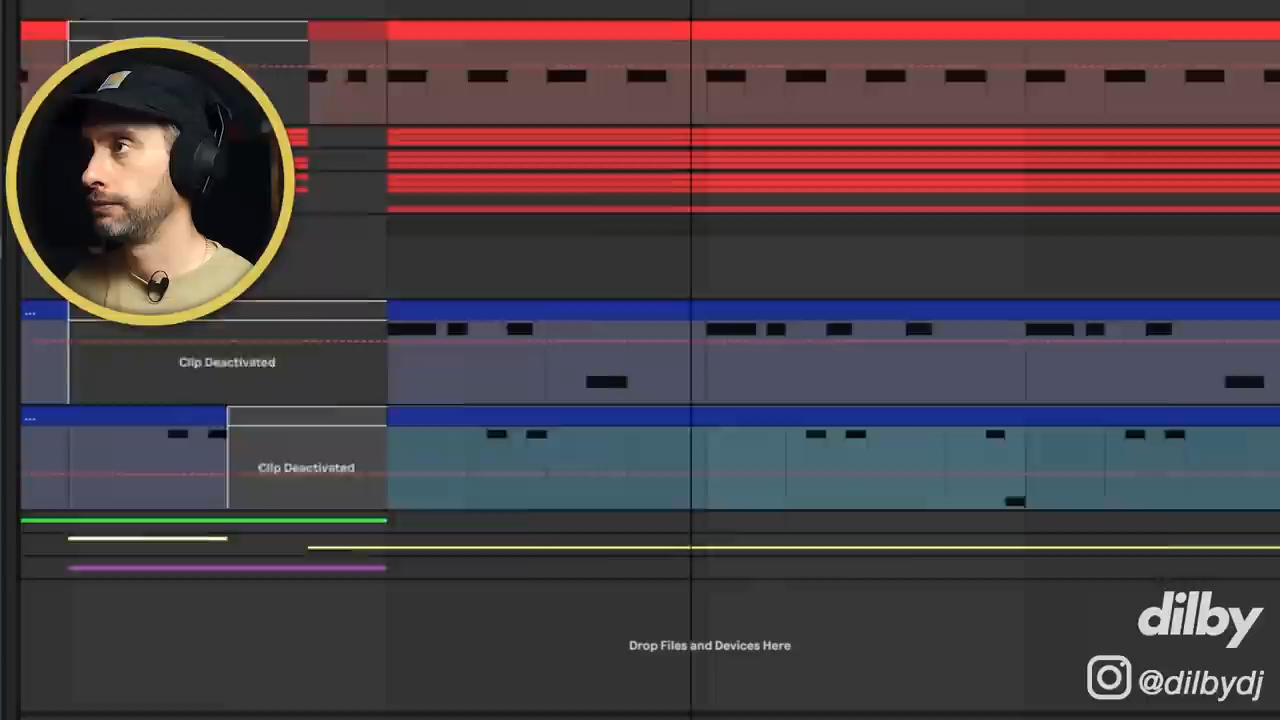 ...
Clip Deactivated
...
Clip Deactivated
Drop Files and Devices Here
dilby
@dilbydj